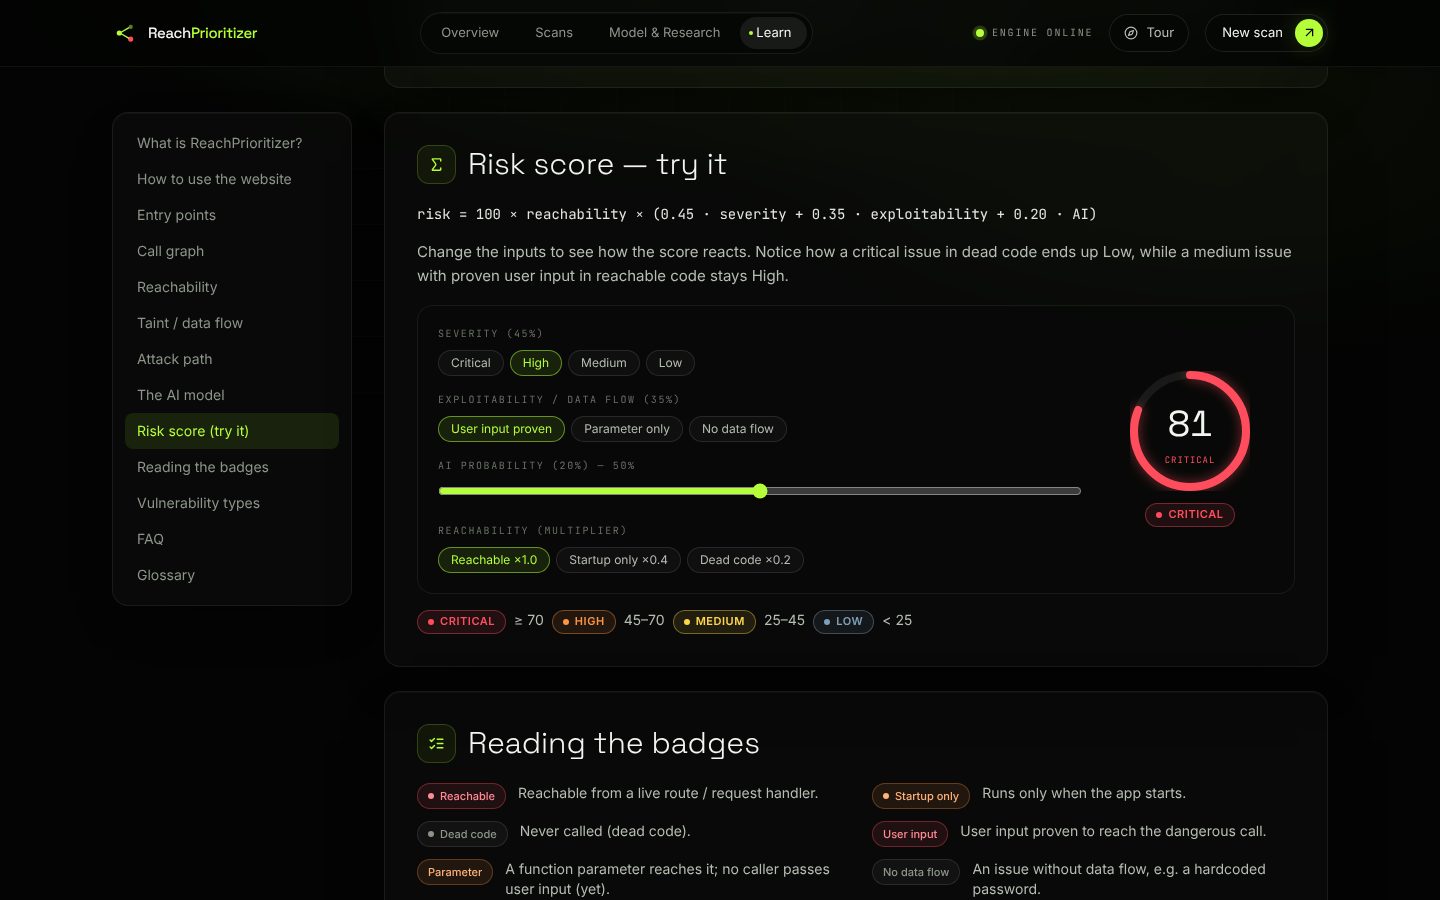 ReachPrioritizer
Overview
Scans
Model & Research
Learn
ENGINE ONLINE
Tour
New scan
What is ReachPrioritizer?
How to use the website
Entry points
Call graph
Reachability
Taint / data flow
Attack path
The AI model
Risk score (try it)
Reading the badges
Vulnerability types
FAQ
Glossary
Σ Risk score — try it
risk = 100 × reachability × (0.45 · severity + 0.35 · exploitability + 0.20 · AI)
Change the inputs to see how the score reacts. Notice how a critical issue in dead code ends up Low, while a medium issue
with proven user input in reachable code stays High.
SEVERITY (45%)
Critical High Medium Low
EXPLOITABILITY / DATA FLOW (35%)
User input proven Parameter only No data flow
AI PROBABILITY (20%) — 50%
REACHABILITY (MULTIPLIER)
Reachable ×1.0 Startup only ×0.4 Dead code ×0.2
81
CRITICAL
CRITICAL
CRITICAL ≥ 70 HIGH 45–70 MEDIUM 25–45 LOW < 25
Reading the badges
Reachable Reachable from a live route / request handler.
Startup only Runs only when the app starts.
Dead code Never called (dead code).
User input User input proven to reach the dangerous call.
Parameter A function parameter reaches it; no caller passes
user input (yet).
No data flow An issue without data flow, e.g. a hardcoded
password.